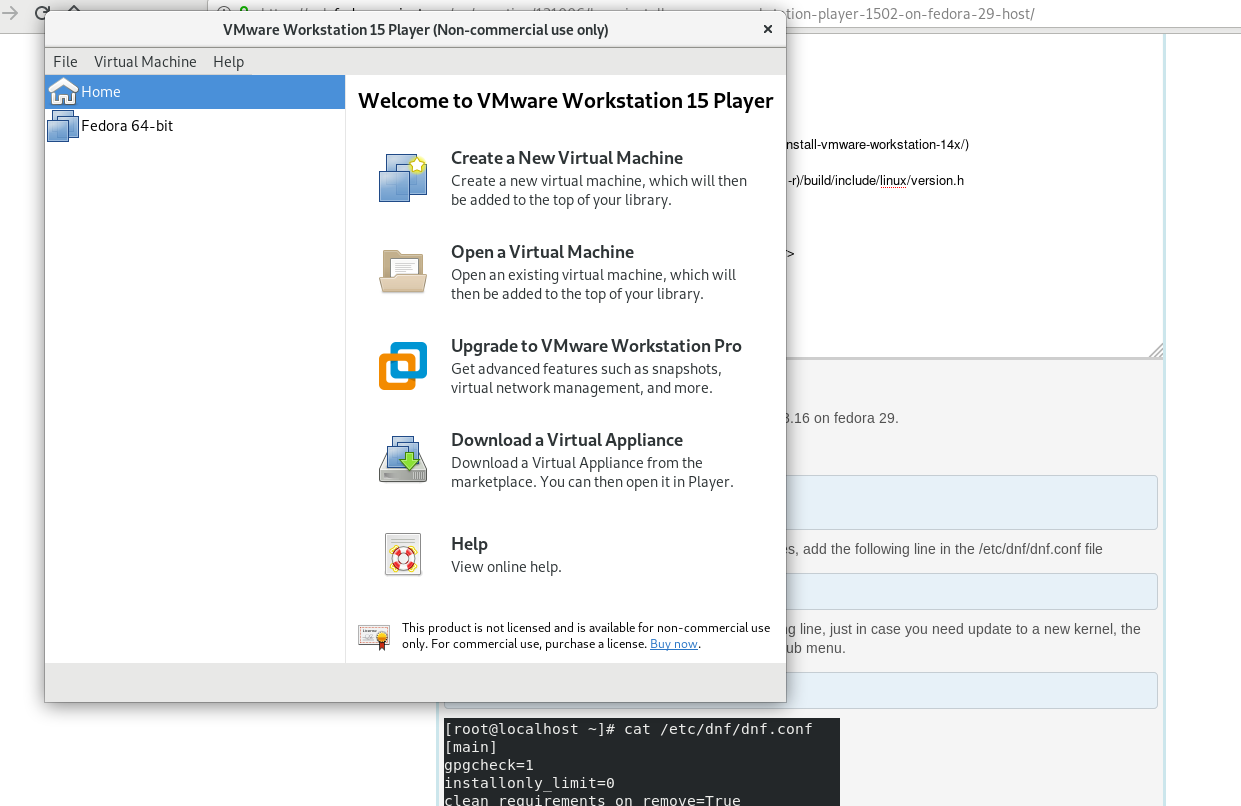 tation-player-1502-on-fedora-29-host/
VMware Workstation 15 Player (Non-commercial use only)
File Virtual Machine Help
Home
Fedora 64-bit
Welcome to VMware Workstation 15 Player
Create a New Virtual Machine
Create a new virtual machine, which will then
be added to the top of your library.
Open a Virtual Machine
Open an existing virtual machine, which will
then be added to the top of your library.
Upgrade to VMware Workstation Pro
Get advanced features such as snapshots,
virtual network management, and more.
Download a Virtual Appliance
Download a Virtual Appliance from the
marketplace. You can then open it in Player.
Help
View online help.
This product is not licensed and is available for non-commercial use
only. For commercial use, purchase a license. Buy now.
nstall-vmware-workstation-14x/)
-r)/build/include/linux/version.h
>
.16 on fedora 29.
s, add the following line in the /etc/dnf/dnf.conf file
g line, just in case you need update to a new kernel, the
ub menu.
[root@localhost ~]# cat /etc/dnf/dnf.conf
[main]
gpgcheck=1
installonly_limit=0
clean_requirements_on_remove=True